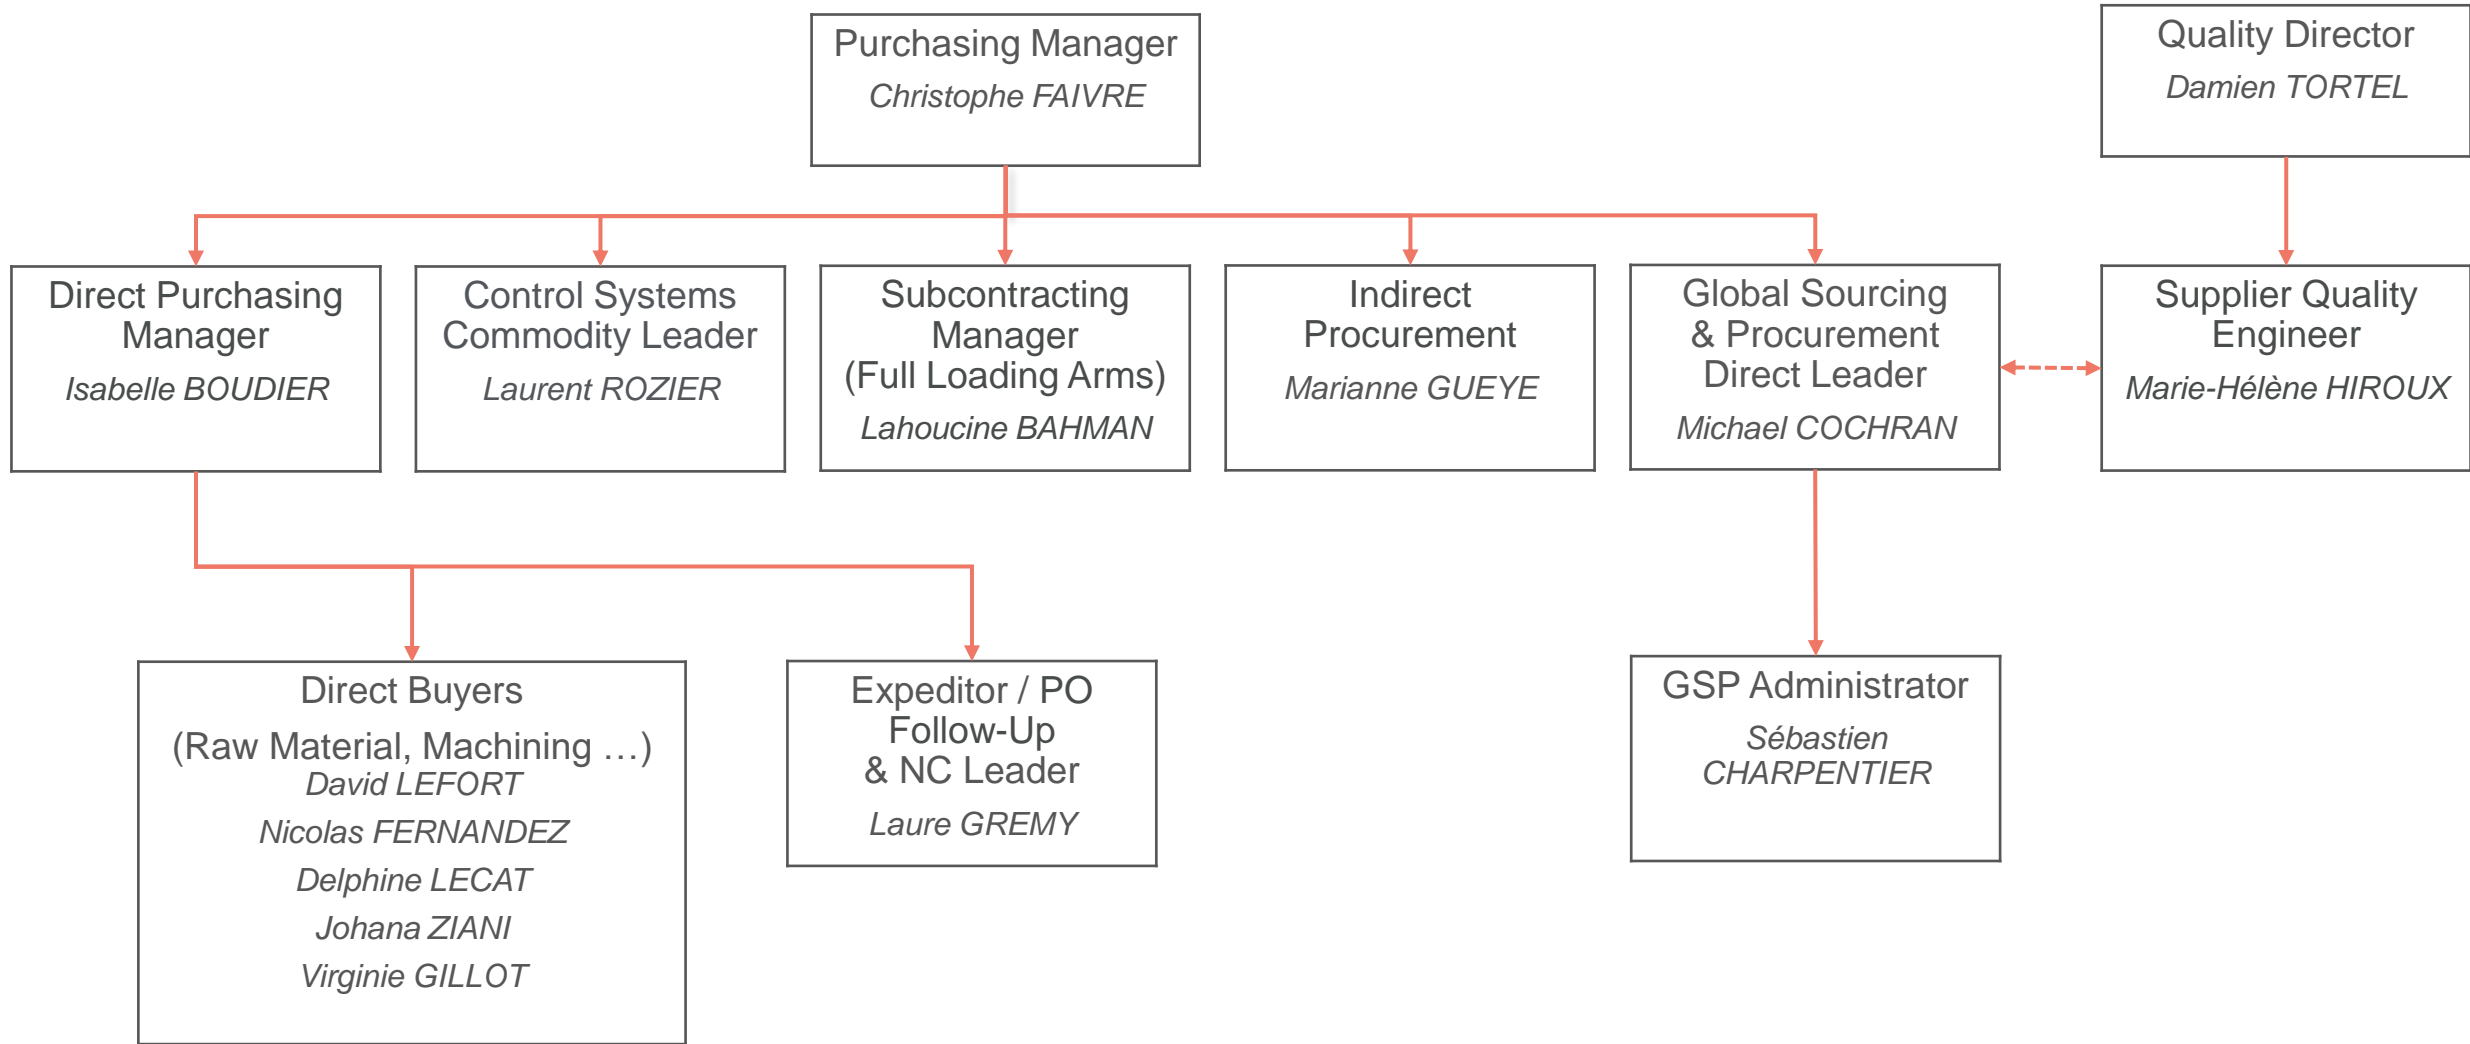 Purchasing Manager
Christophe FAIVRE
Quality Director
Damien TORTEL
Direct Purchasing
Manager
Isabelle BOUDIER
Control Systems
Commodity Leader
Laurent ROZIER
Subcontracting
Manager
(Full Loading Arms)
Lahoucine BAHMAN
Indirect
Procurement
Marianne GUEYE
Global Sourcing
& Procurement
Direct Leader
Michael COCHRAN
Supplier Quality
Engineer
Marie-Hélène HIROUX
Direct Buyers
(Raw Material, Machining …)
David LEFORT
Nicolas FERNANDEZ
Delphine LECAT
Johana ZIANI
Virginie GILLOT
Expeditor / PO
Follow-Up
& NC Leader
Laure GREMY
GSP Administrator
Sébastien
CHARPENTIER